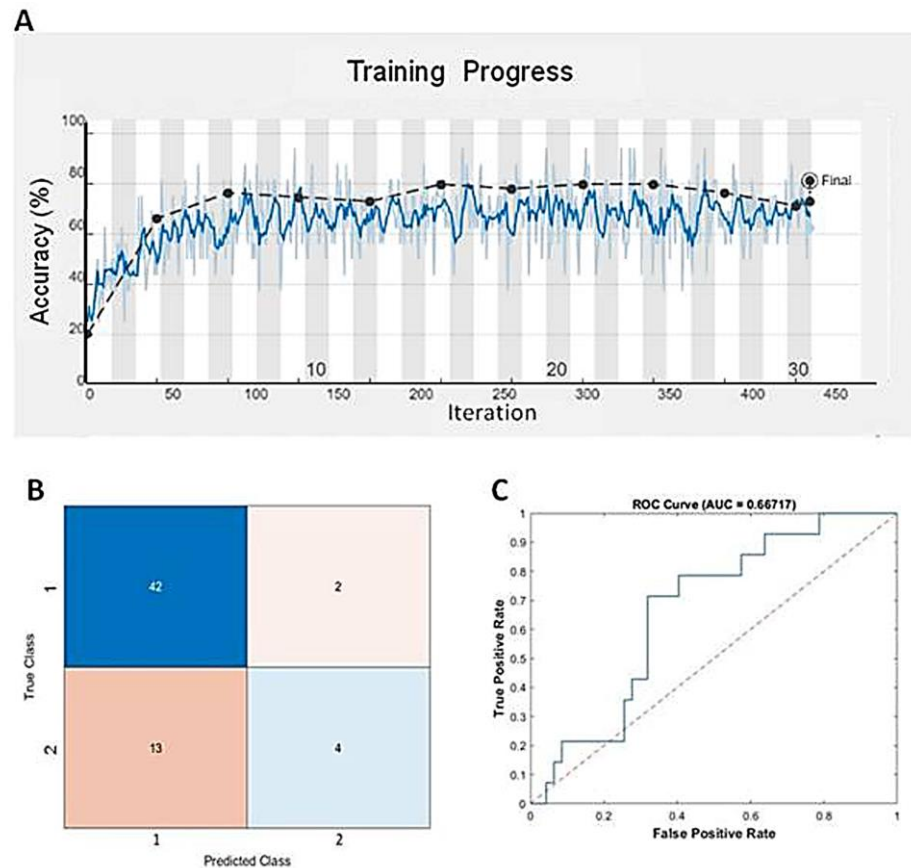 A
Training Progress
Accuracy (%)
100
80
60
40
20
0
Final
10 20 30
0 50 100 150 200 250 300 350 400 450
Iteration
B
True Class
1
42 2
2
13 4
1 2
Predicted Class
C
ROC Curve (AUC = 0.66717)
True Positive Rate
1
0.9
0.8
0.7
0.6
0.5
0.4
0.3
0.2
0.1
0
0 0.2 0.4 0.6 0.8 1
False Positive Rate